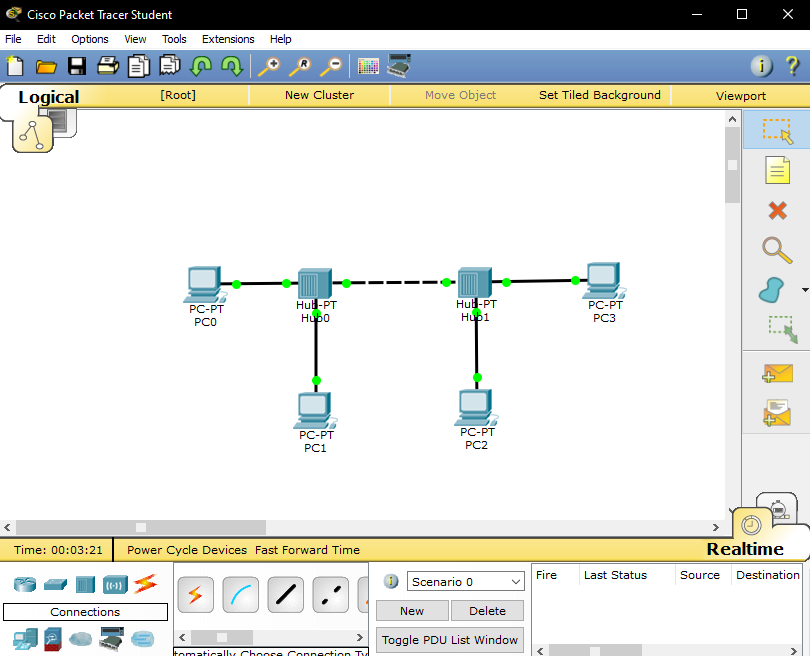 Cisco Packet Tracer Student
File Edit Options View Tools Extensions Help
Logical [Root] New Cluster Move Object Set Tiled Background Viewport
PC-PT
PC0
Hub-PT
Hub0
Hub-PT
Hub1
PC-PT
PC3
PC-PT
PC1
PC-PT
PC2
Time: 00:03:21 Power Cycle Devices Fast Forward Time Realtime
Scenario 0
Fire Last Status Source Destination
Connections
New Delete
Toggle PDU List Window
tomatically Choose Connection Ty